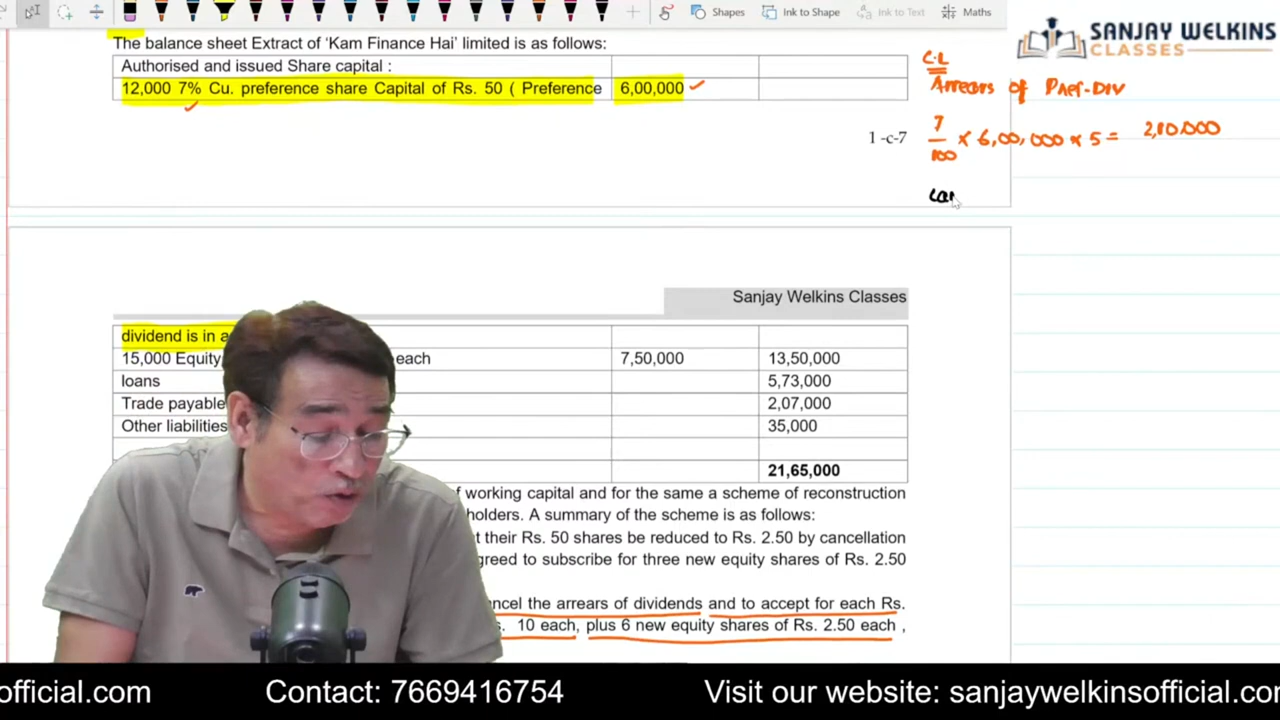 Shapes
Ink to Shape
Ink to Text
Maths
SANJAY WELKINS
CLASSES
The balance sheet Extract of 'Kam Finance Hai' limited is as follows:
Authorised and issued Share capital :
12,000 7% Cu. preference share Capital of Rs. 50 ( Preference 6,00,000
C.L
Arrears of Pref-DIV
7/100 × 6,00,000 × 5 = 2,10,000
1 -c-7
Can
Sanjay Welkins Classes
dividend is in a
15,000 Equity each 7,50,000 13,50,000
loans 5,73,000
Trade payable 2,07,000
Other liabilities 35,000
21,65,000
f working capital and for the same a scheme of reconstruction
holders. A summary of the scheme is as follows:
t their Rs. 50 shares be reduced to Rs. 2.50 by cancellation
greed to subscribe for three new equity shares of Rs. 2.50
ncel the arrears of dividends and to accept for each Rs.
s. 10 each, plus 6 new equity shares of Rs. 2.50 each ,
official.com
Contact: 7669416754
Visit our website: sanjaywelkinsofficial.com